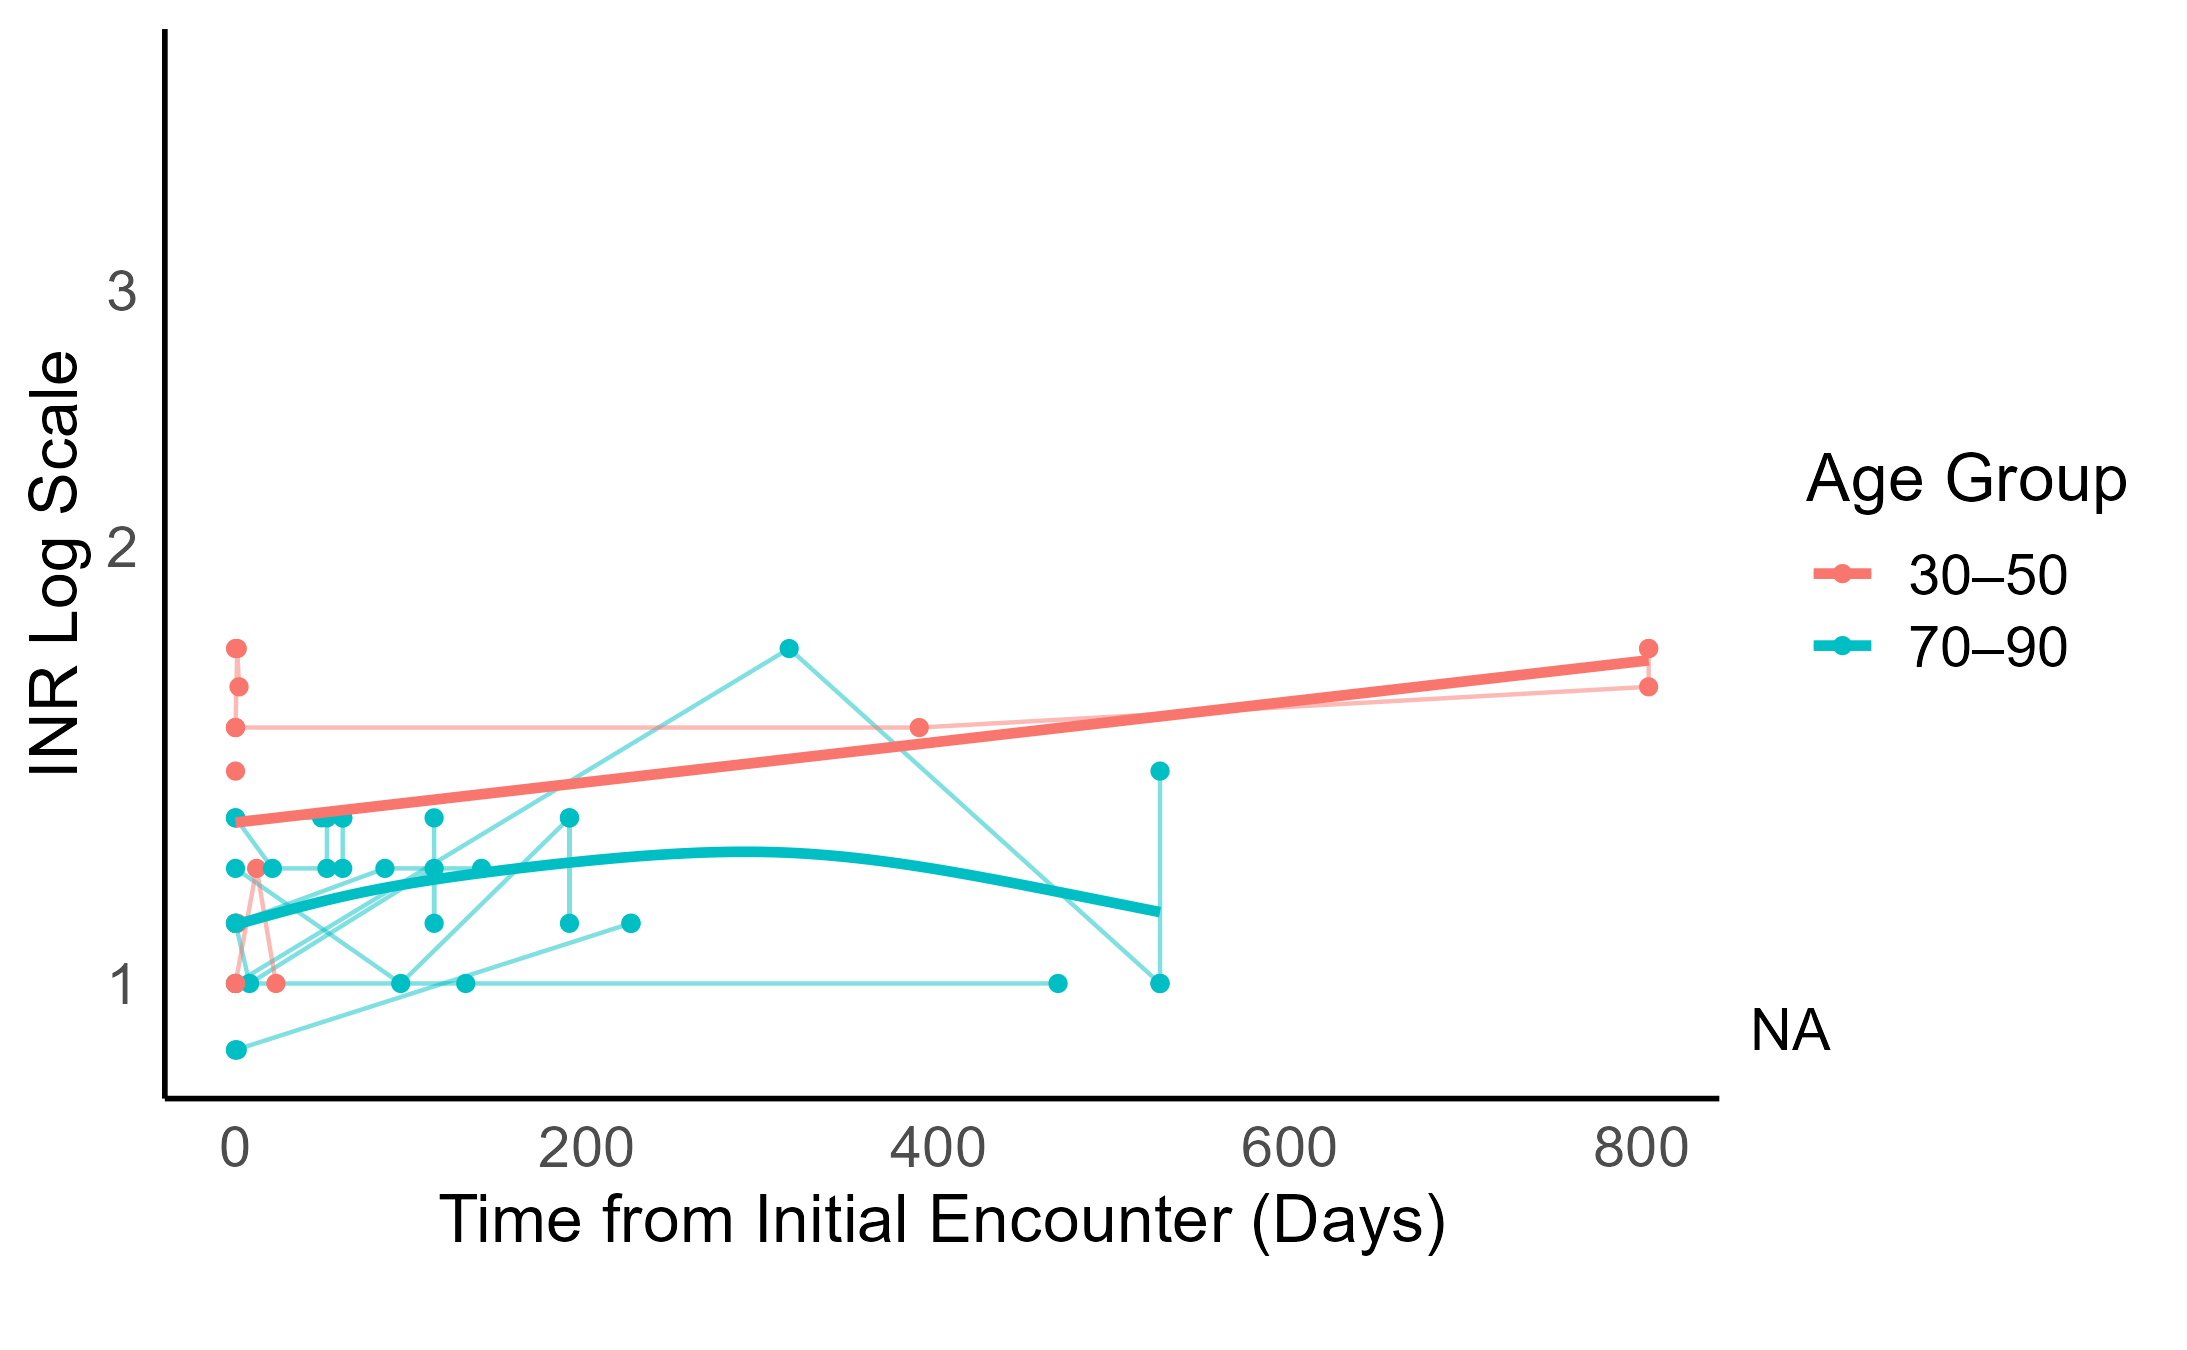 INR Log Scale
3
2
1
0 200 400 600 800
Time from Initial Encounter (Days)
Age Group
30–50
70–90
NA